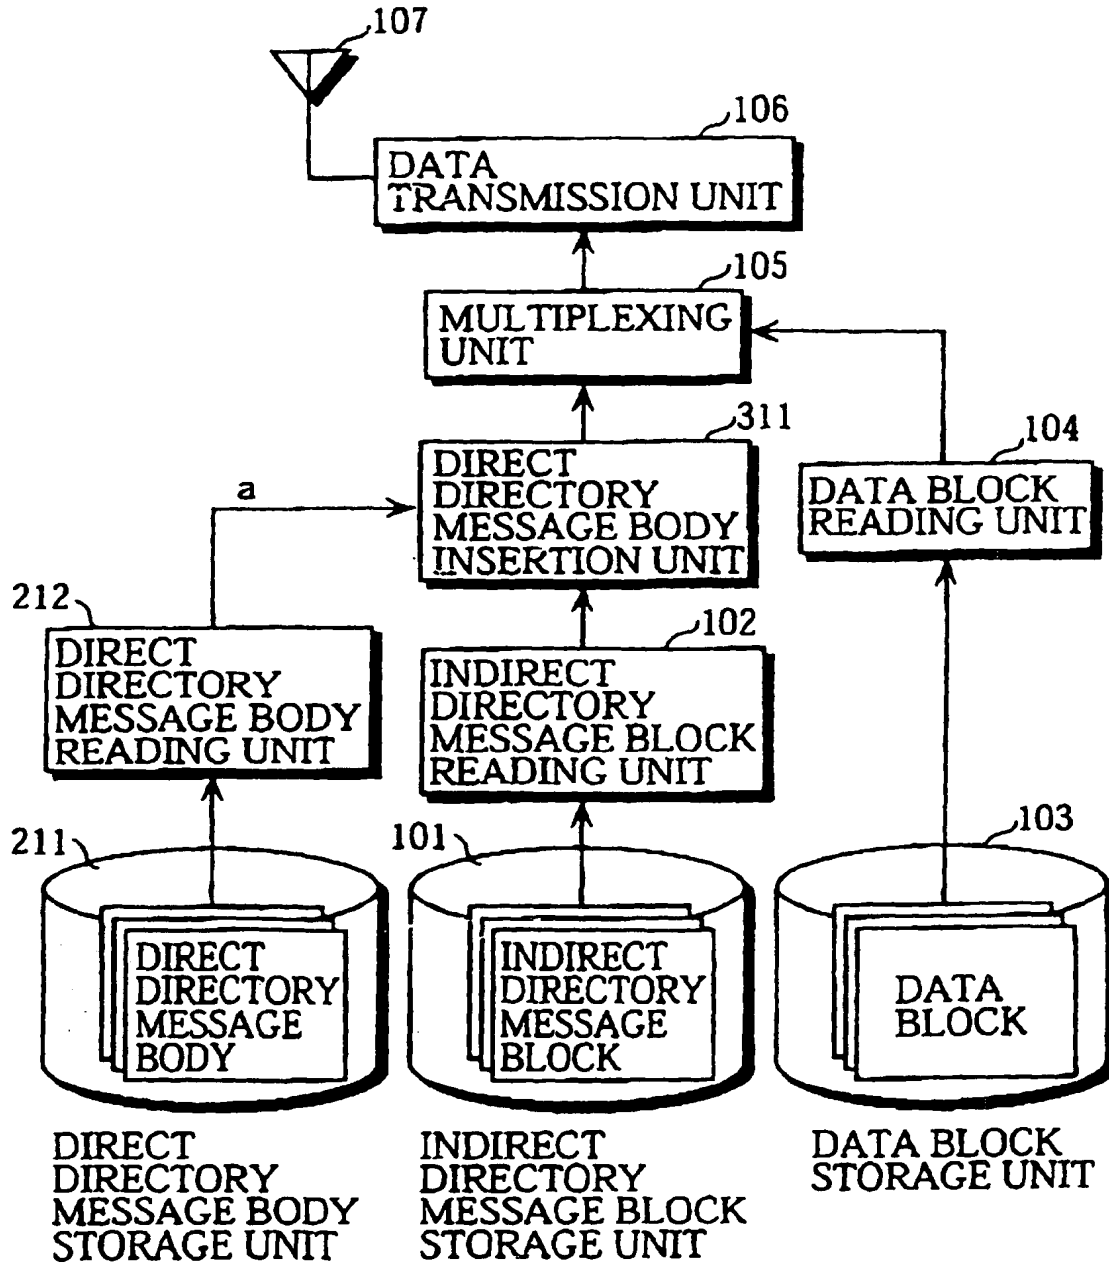 107
106
DATA
TRANSMISSION UNIT
105
MULTIPLEXING
UNIT
311
DIRECT
DIRECTORY
MESSAGE BODY
INSERTION UNIT
104
DATA BLOCK
READING UNIT
a
212
DIRECT
DIRECTORY
MESSAGE BODY
READING UNIT
102
INDIRECT
DIRECTORY
MESSAGE BLOCK
READING UNIT
211
DIRECT
DIRECTORY
MESSAGE
BODY
101
INDIRECT
DIRECTORY
MESSAGE
BLOCK
103
DATA
BLOCK
DIRECT
DIRECTORY
MESSAGE BODY
STORAGE UNIT
INDIRECT
DIRECTORY
MESSAGE BLOCK
STORAGE UNIT
DATA BLOCK
STORAGE UNIT